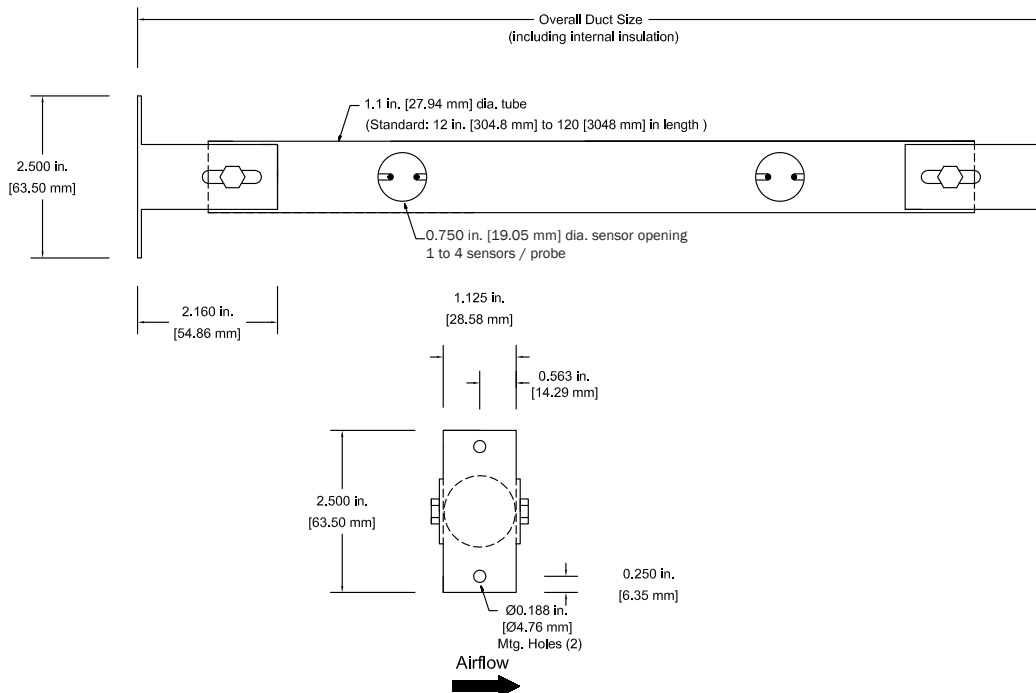 Overall Duct Size
(including internal insulation)
1.1 in. [27.94 mm] dia. tube
(Standard: 12 in. [304.8 mm] to 120 [3048 mm] in length )
2.500 in.
[63.50 mm]
0.750 in. [19.05 mm] dia. sensor opening
1 to 4 sensors / probe
2.160 in.
[54.86 mm]
1.125 in.
[28.58 mm]
0.563 in.
[14.29 mm]
2.500 in.
[63.50 mm]
0.250 in.
[6.35 mm]
Ø0.188 in.
[Ø4.76 mm]
Mtg. Holes (2)
Airflow